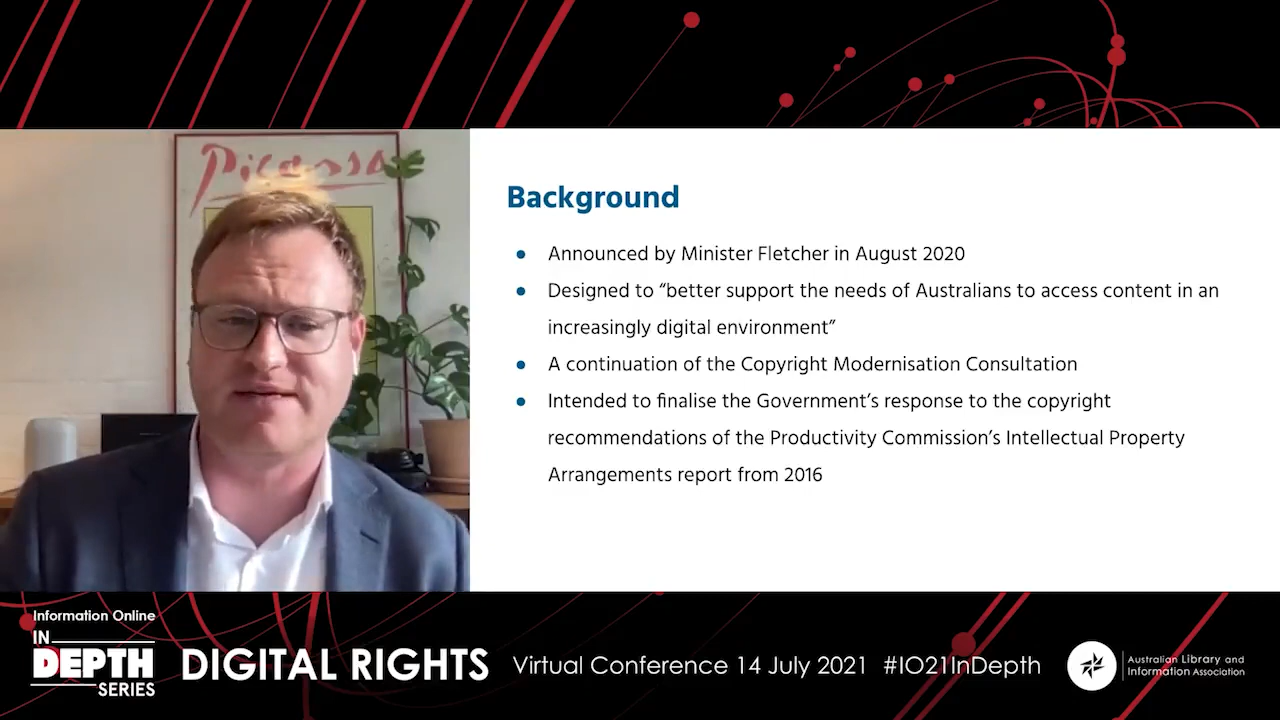 Picasso
Background
• Announced by Minister Fletcher in August 2020
• Designed to “better support the needs of Australians to access content in an
increasingly digital environment”
• A continuation of the Copyright Modernisation Consultation
• Intended to finalise the Government’s response to the copyright
recommendations of the Productivity Commission’s Intellectual Property
Arrangements report from 2016
Information Online
IN
DEPTH
SERIES
DIGITAL RIGHTS
Virtual Conference 14 July 2021 #IO21InDepth
Australian Library and
Information Association